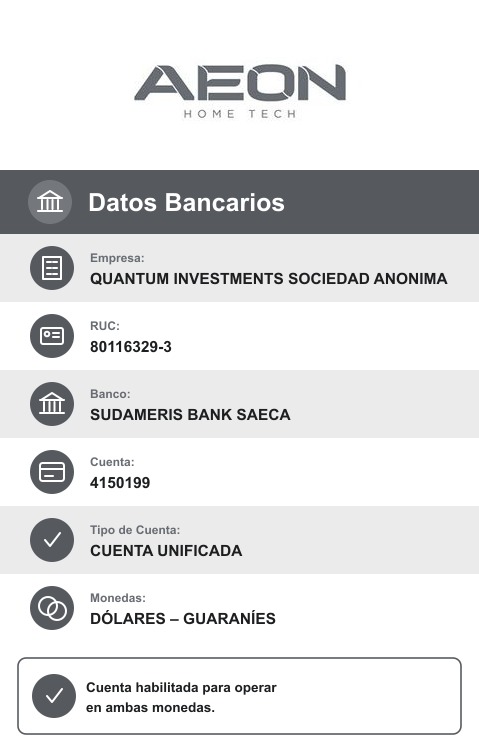 AEON
HOME TECH
Datos Bancarios
Empresa:
QUANTUM INVESTMENTS SOCIEDAD ANONIMA
RUC:
80116329-3
Banco:
SUDAMERIS BANK SAECA
Cuenta:
4150199
Tipo de Cuenta:
CUENTA UNIFICADA
Monedas:
DÓLARES – GUARANÍES
Cuenta habilitada para operar
en ambas monedas.